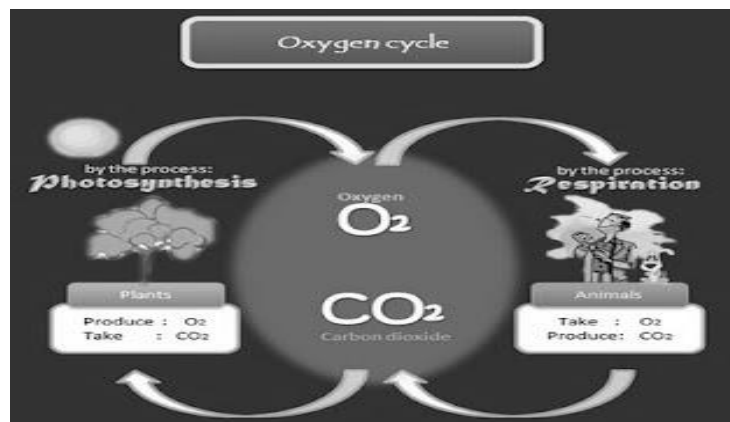 Oxygen cycle
by the process:
Photosynthesis
by the process:
Respiration
Oxygen
O₂
CO₂
Carbon dioxide
Plants
Produce : O₂
Take : CO₂
Animals
Take : O₂
Produce: CO₂